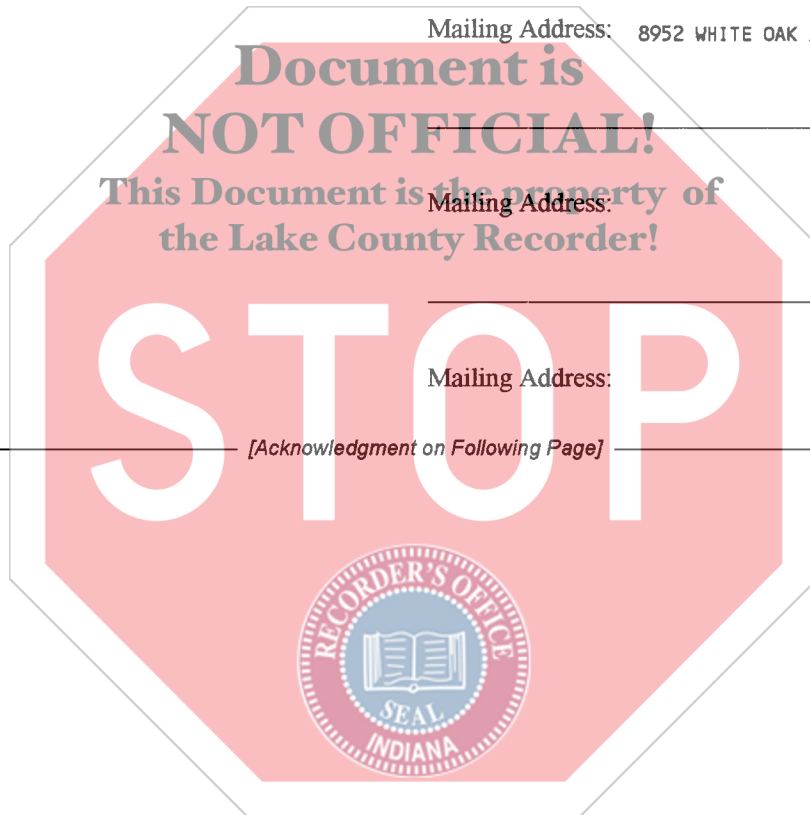 Mailing Address: 8952 WHITE OAK
Document is
NOT OFFICIAL!
This Document is the property of
Mailing Address:
the Lake County Recorder!
STOP
Mailing Address:
[Acknowledgment on Following Page]
RECORDER'S OFFICE
SEAL
INDIANA